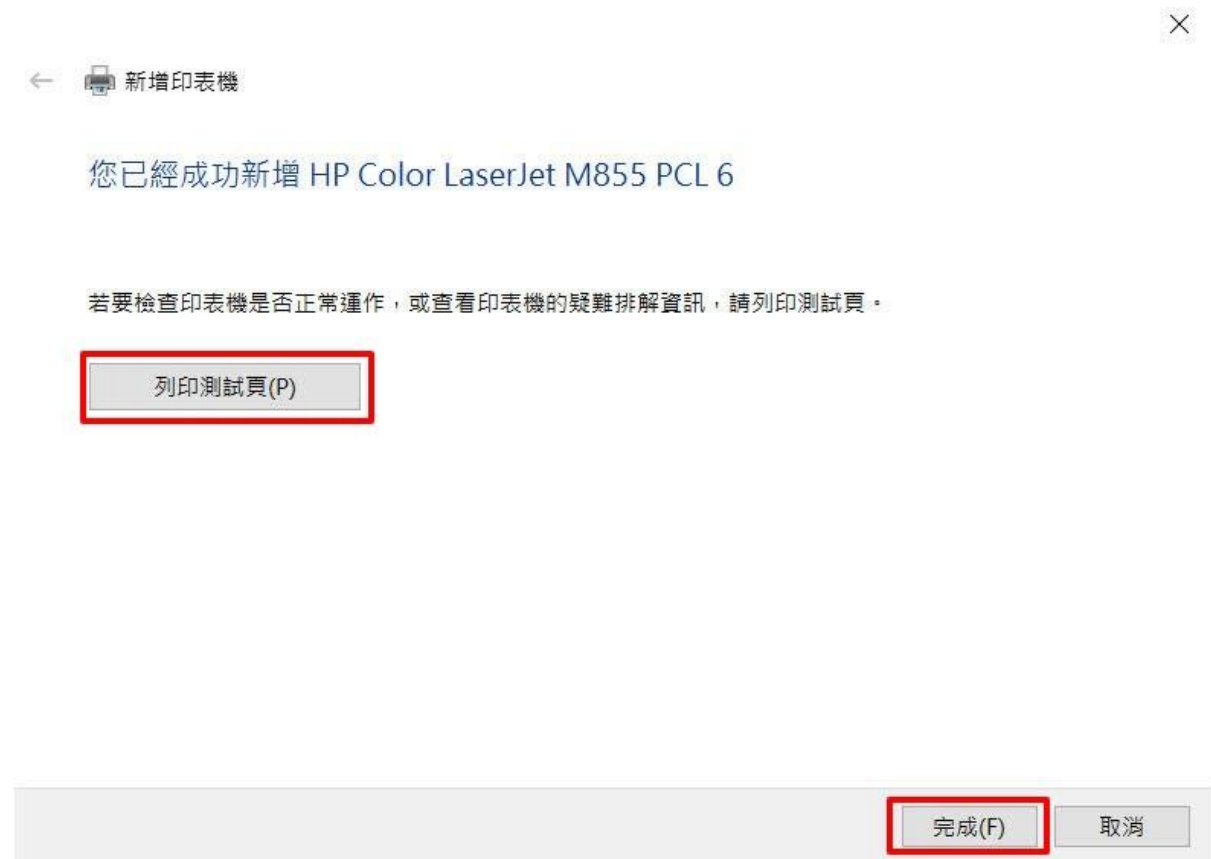 新增印表機
您已經成功新增 HP Color LaserJet M855 PCL 6
若要檢查印表機是否正常運作，或查看印表機的疑難排解資訊，請列印測試頁。
列印測試頁(P)
完成(F)
取消